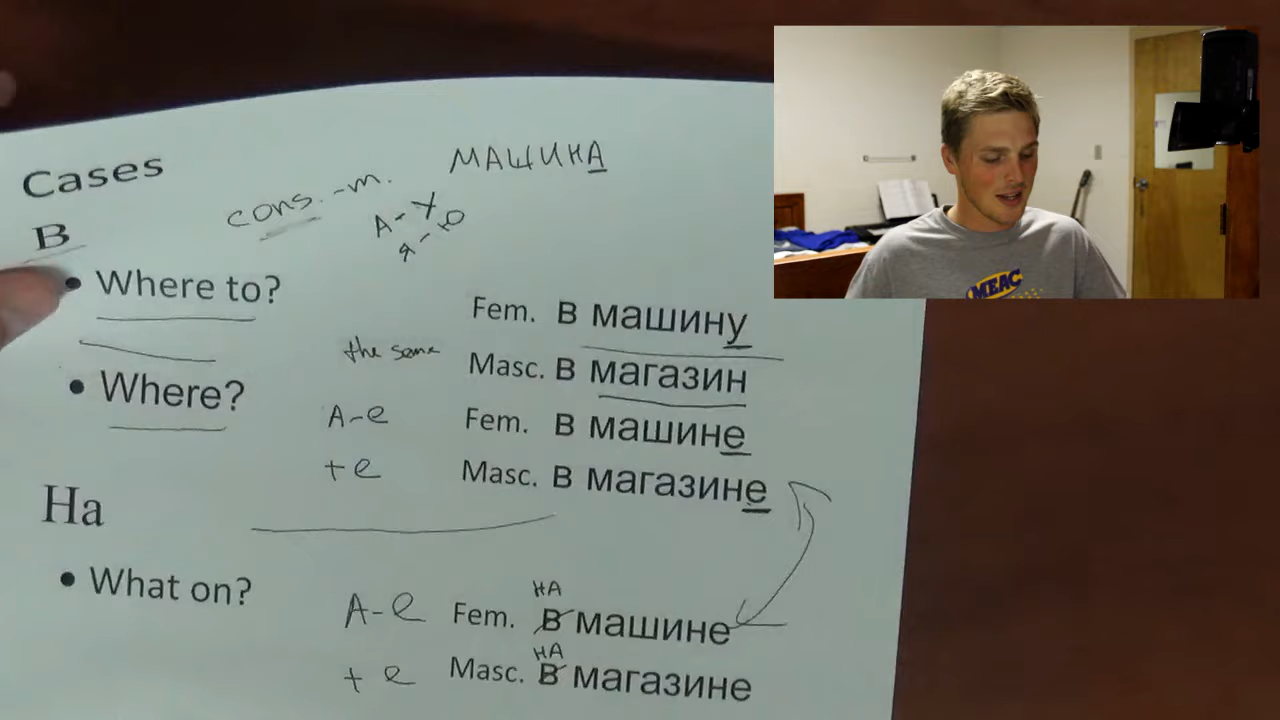 Cases
cons. -m.
МАШИНА
A-У
Я-Ю
В
Where to?
Fem. в машину
the same Masc. в магазин
Where?
A-e Fem. в машине
+e Masc. в магазине
На
What on?
НА
A-e Fem. в машине
НА
+ e Masc. в магазине
MEAC